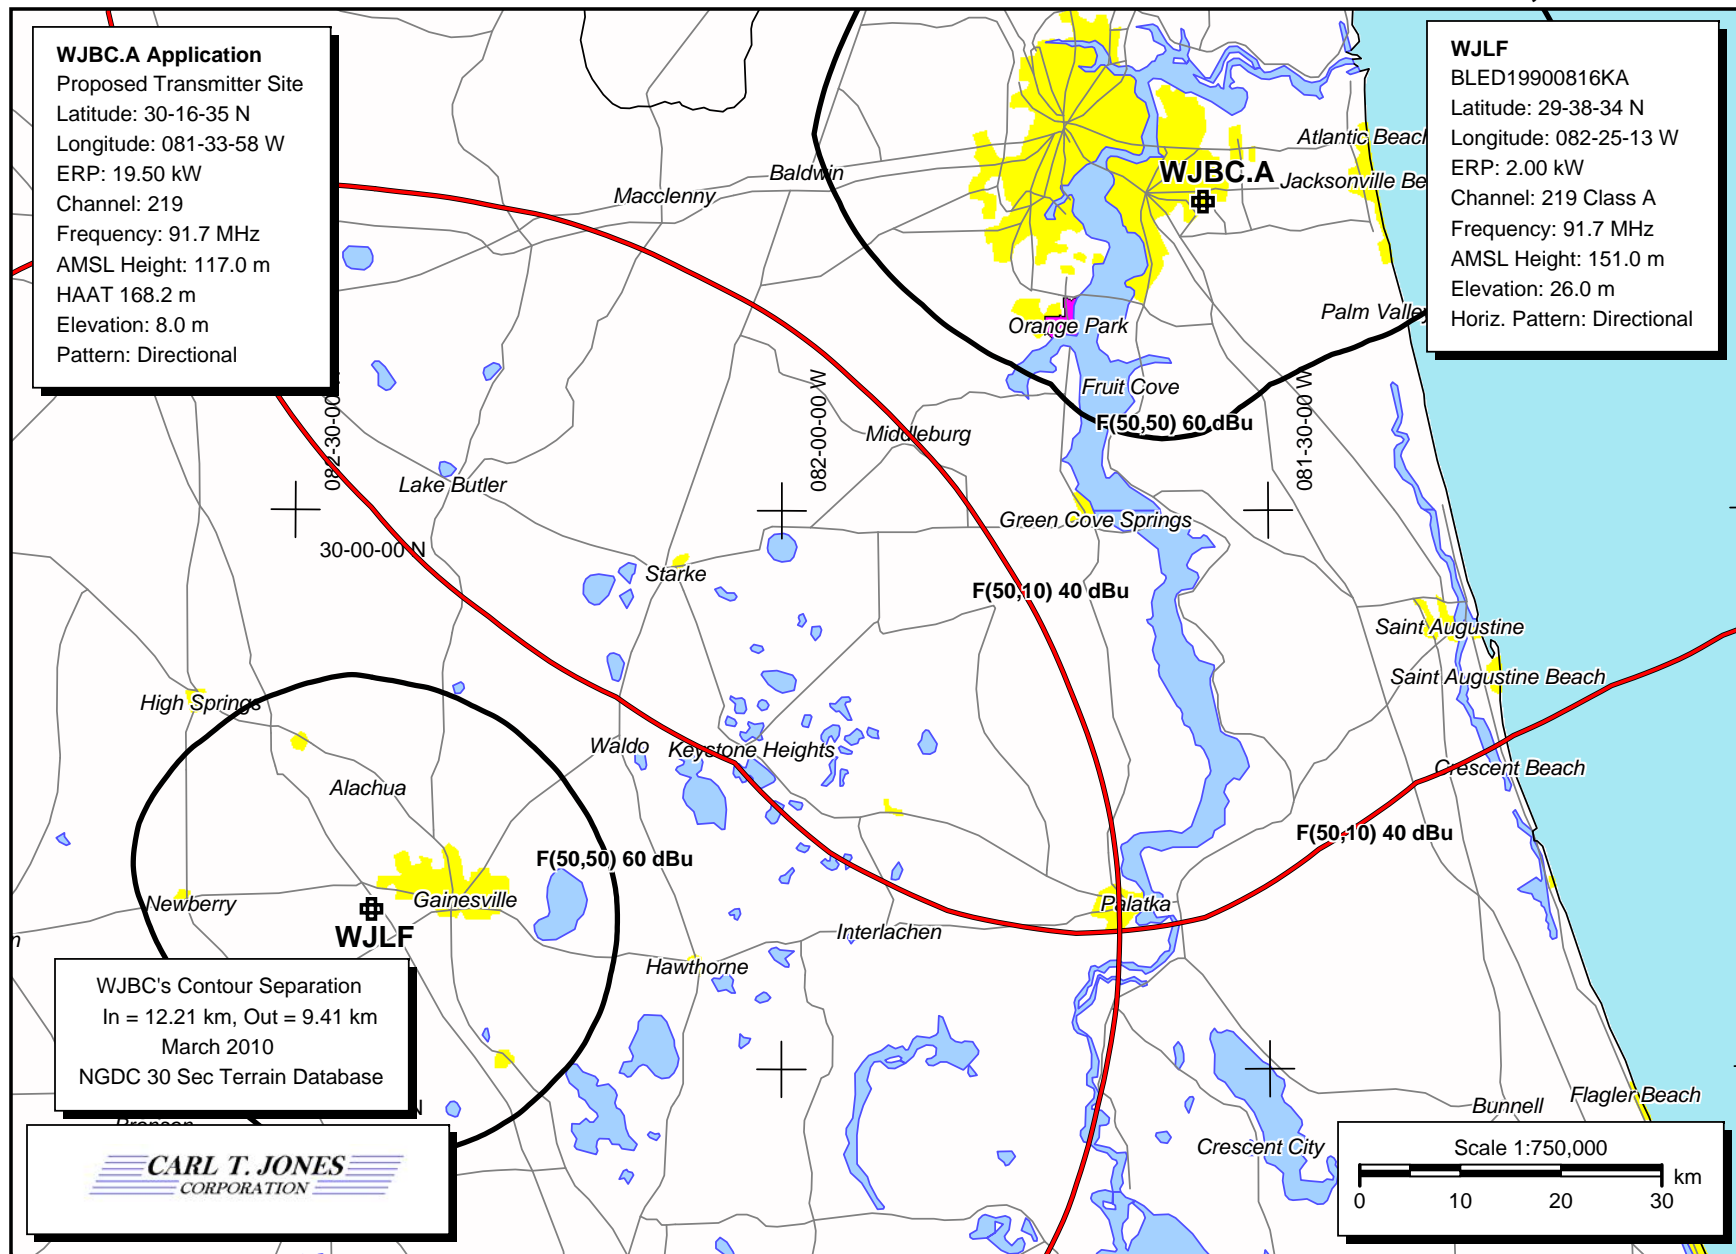 WJBC.A Application
Proposed Transmitter Site
Latitude: 30-16-35 N
Longitude: 081-33-58 W
ERP: 19.50 kW
Channel: 219
Frequency: 91.7 MHz
AMSL Height: 117.0 m
HAAT 168.2 m
Elevation: 8.0 m
Pattern: Directional
WJLF
BLED19900816KA
Latitude: 29-38-34 N
Longitude: 082-25-13 W
ERP: 2.00 kW
Channel: 219 Class A
Frequency: 91.7 MHz
AMSL Height: 151.0 m
Elevation: 26.0 m
Horiz. Pattern: Directional
Atlantic Beach
Baldwin
WJBC.A
Jacksonville Be
Macclenny
Palm Valley
Orange Park
Fruit Cove
F(50,50) 60 dBu
082-30-00
082-00-00 W
081-30-00 W
Middleburg
Lake Butler
Green Cove Springs
30-00-00 N
Starke
F(50,10) 40 dBu
Saint Augustine
Saint Augustine Beach
High Springs
Waldo
Keystone Heights
Crescent Beach
Alachua
F(50,10) 40 dBu
F(50,50) 60 dBu
Newberry
Gainesville
Palatka
WJLF
Interlachen
n
Hawthorne
WJBC's Contour Separation
In = 12.21 km, Out = 9.41 km
March 2010
NGDC 30 Sec Terrain Database
N
Flagler Beach
Bunnell
Crescent City
CARL T. JONES
CORPORATION
Scale 1:750,000
km
0 10 20 30